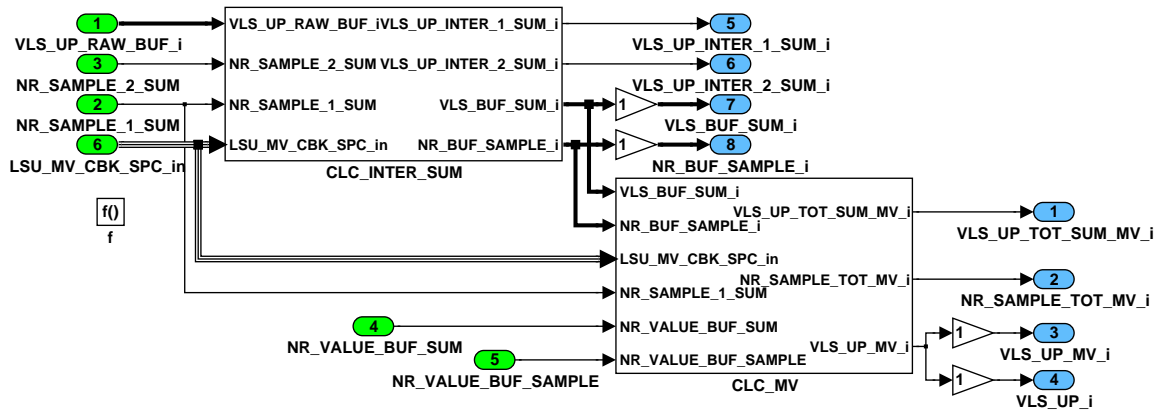 1
VLS_UP_RAW_BUF_i
3
NR_SAMPLE_2_SUM
2
NR_SAMPLE_1_SUM
6
LSU_MV_CBK_SPC_in
f()
f
VLS_UP_RAW_BUF_i
NR_SAMPLE_2_SUM
NR_SAMPLE_1_SUM
LSU_MV_CBK_SPC_in
VLS_UP_INTER_1_SUM_i
VLS_UP_INTER_2_SUM_i
VLS_BUF_SUM_i
NR_BUF_SAMPLE_i
CLC_INTER_SUM
1
1
5
VLS_UP_INTER_1_SUM_i
6
VLS_UP_INTER_2_SUM_i
7
VLS_BUF_SUM_i
8
NR_BUF_SAMPLE_i
4
NR_VALUE_BUF_SUM
5
NR_VALUE_BUF_SAMPLE
VLS_BUF_SUM_i
NR_BUF_SAMPLE_i
LSU_MV_CBK_SPC_in
NR_SAMPLE_1_SUM
NR_VALUE_BUF_SUM
NR_VALUE_BUF_SAMPLE
VLS_UP_TOT_SUM_MV_i
NR_SAMPLE_TOT_MV_i
VLS_UP_MV_i
CLC_MV
1
1
1
VLS_UP_TOT_SUM_MV_i
2
NR_SAMPLE_TOT_MV_i
3
VLS_UP_MV_i
4
VLS_UP_i